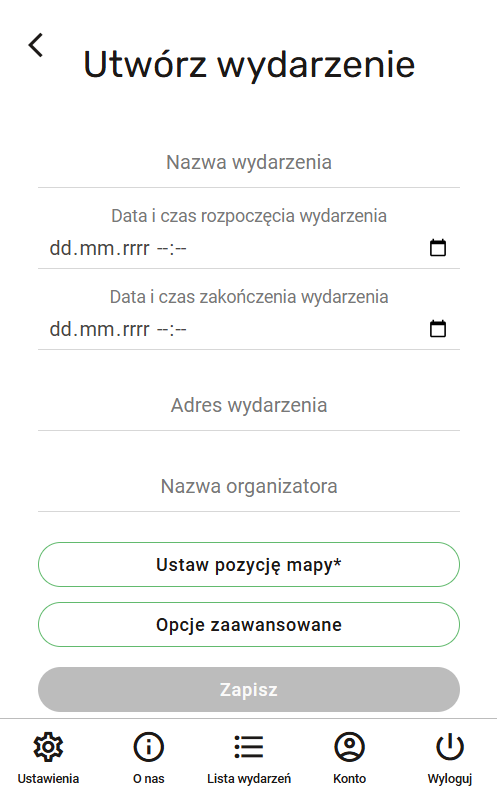 Utwórz wydarzenie
Nazwa wydarzenia
Data i czas rozpoczęcia wydarzenia
dd.mm.rrrr --:--
Data i czas zakończenia wydarzenia
dd.mm.rrrr --:--
Adres wydarzenia
Nazwa organizatora
Ustaw pozycję mapy*
Opcje zaawansowane
Zapisz
Ustawienia O nas Lista wydarzeń Konto Wyloguj